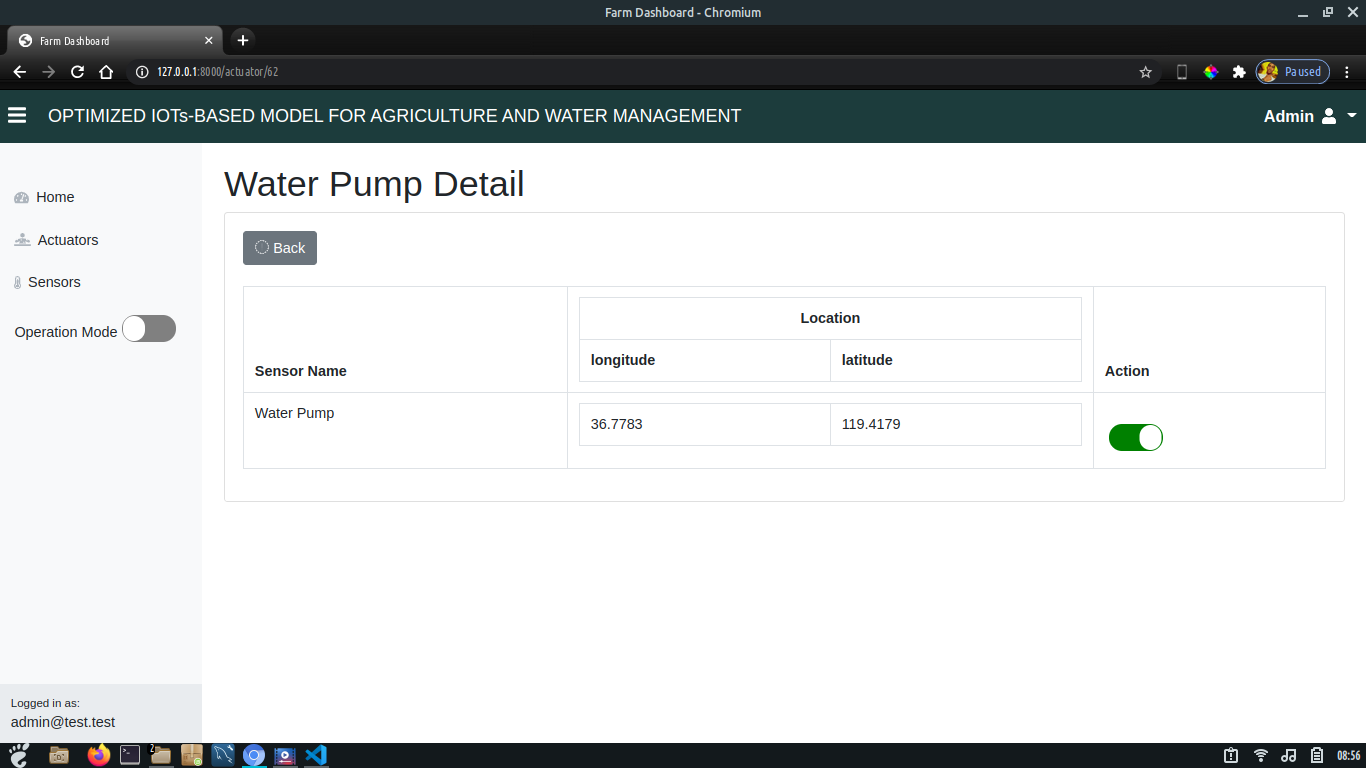 Farm Dashboard - Chromium
Farm Dashboard
127.0.0.1:8000/actuator/62
Paused
OPTIMIZED IOTs-BASED MODEL FOR AGRICULTURE AND WATER MANAGEMENT
Admin
Home
Actuators
Sensors
Operation Mode
Water Pump Detail
Back
Location
longitude latitude
Sensor Name Action
Water Pump 36.7783 119.4179
Logged in as:
admin@test.test
2
08:56